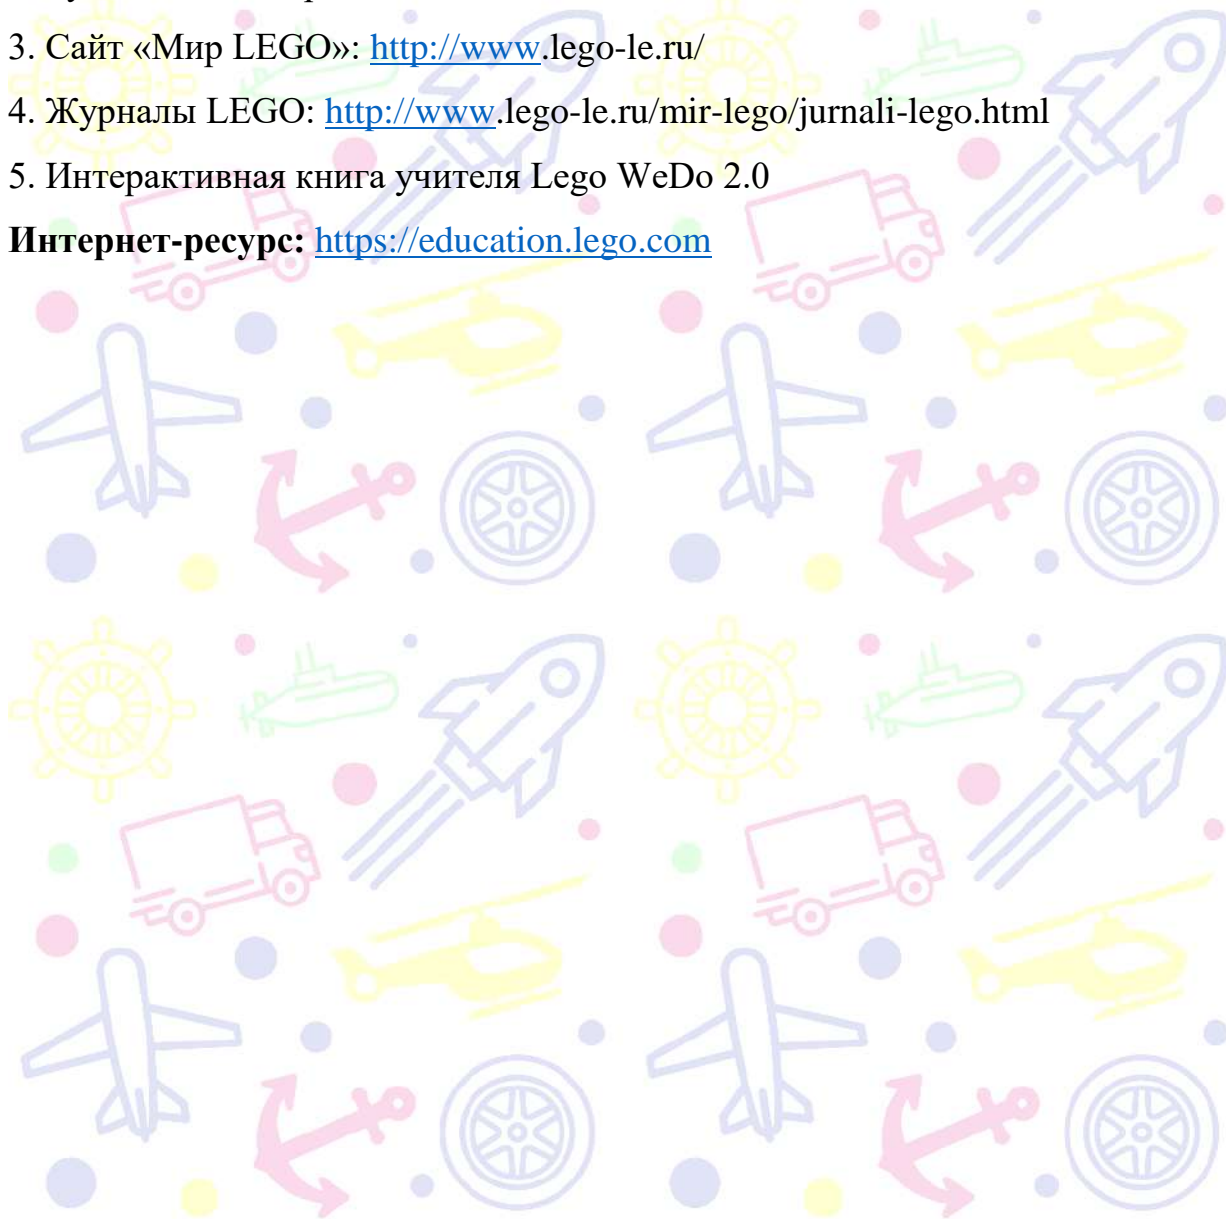 3. Сайт «Мир LEGO»: http://www.lego-le.ru/
4. Журналы LEGO: http://www.lego-le.ru/mir-lego/jurnali-lego.html
5. Интерактивная книга учителя Lego WeDo 2.0
Интернет-ресурс: https://education.lego.com